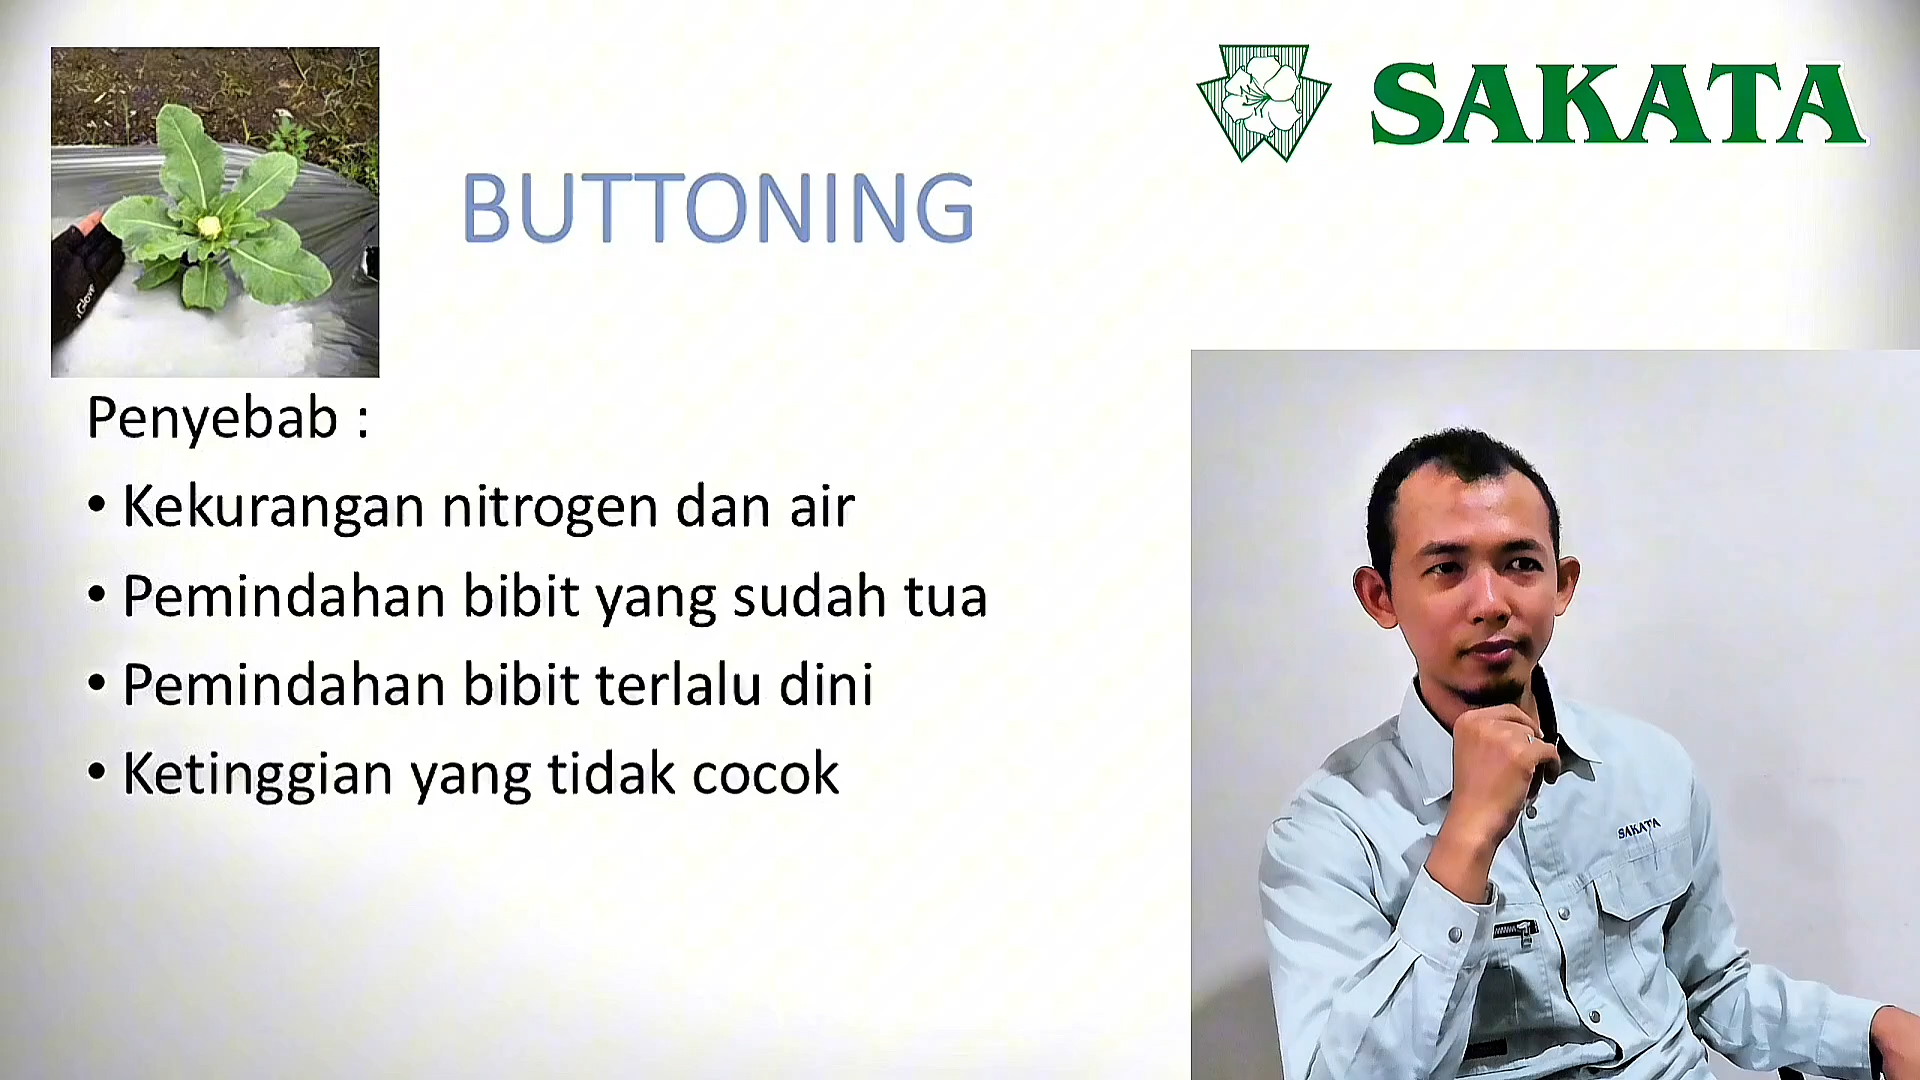 SAKATA
BUTTONING
Penyebab :
• Kekurangan nitrogen dan air
• Pemindahan bibit yang sudah tua
• Pemindahan bibit terlalu dini
• Ketinggian yang tidak cocok
SAKATA